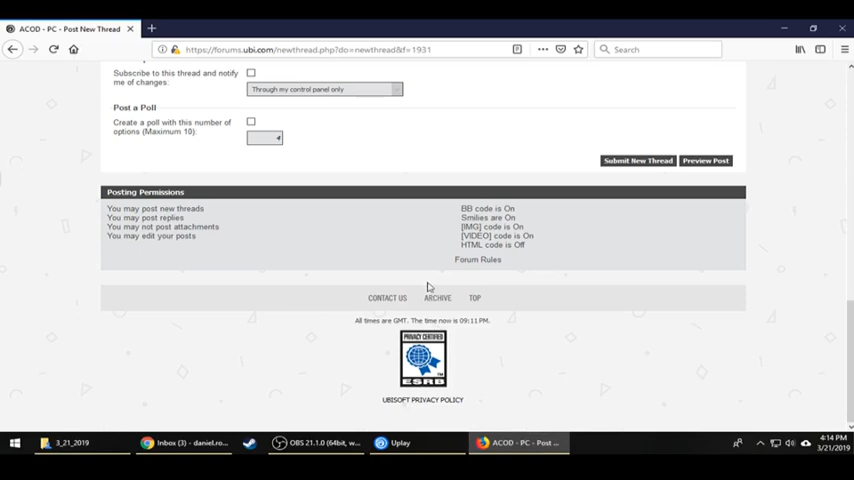 ACOD - PC - Post New Thread
https://forums.ubi.com/newthread.php?do=newthread&f=1931
Search
Subscribe to this thread and notify
me of changes:
Through my control panel only
Post a Poll
Create a poll with this number of
options (Maximum 10):
4
Submit New Thread
Preview Post
Posting Permissions
You may post new threads
You may post replies
You may not post attachments
You may edit your posts
BB code is On
Smilies are On
[IMG] code is On
[VIDEO] code is On
HTML code is Off
Forum Rules
CONTACT US
ARCHIVE
TOP
All times are GMT. The time now is 09:11 PM.
PRIVACY CERTIFIED
ESRB
UBISOFT PRIVACY POLICY
3_21_2019
Inbox (3) - daniel.ro...
OBS 21.1.0 (64bit, w...
Uplay
ACOD - PC - Post ...
4:14 PM
3/21/2019